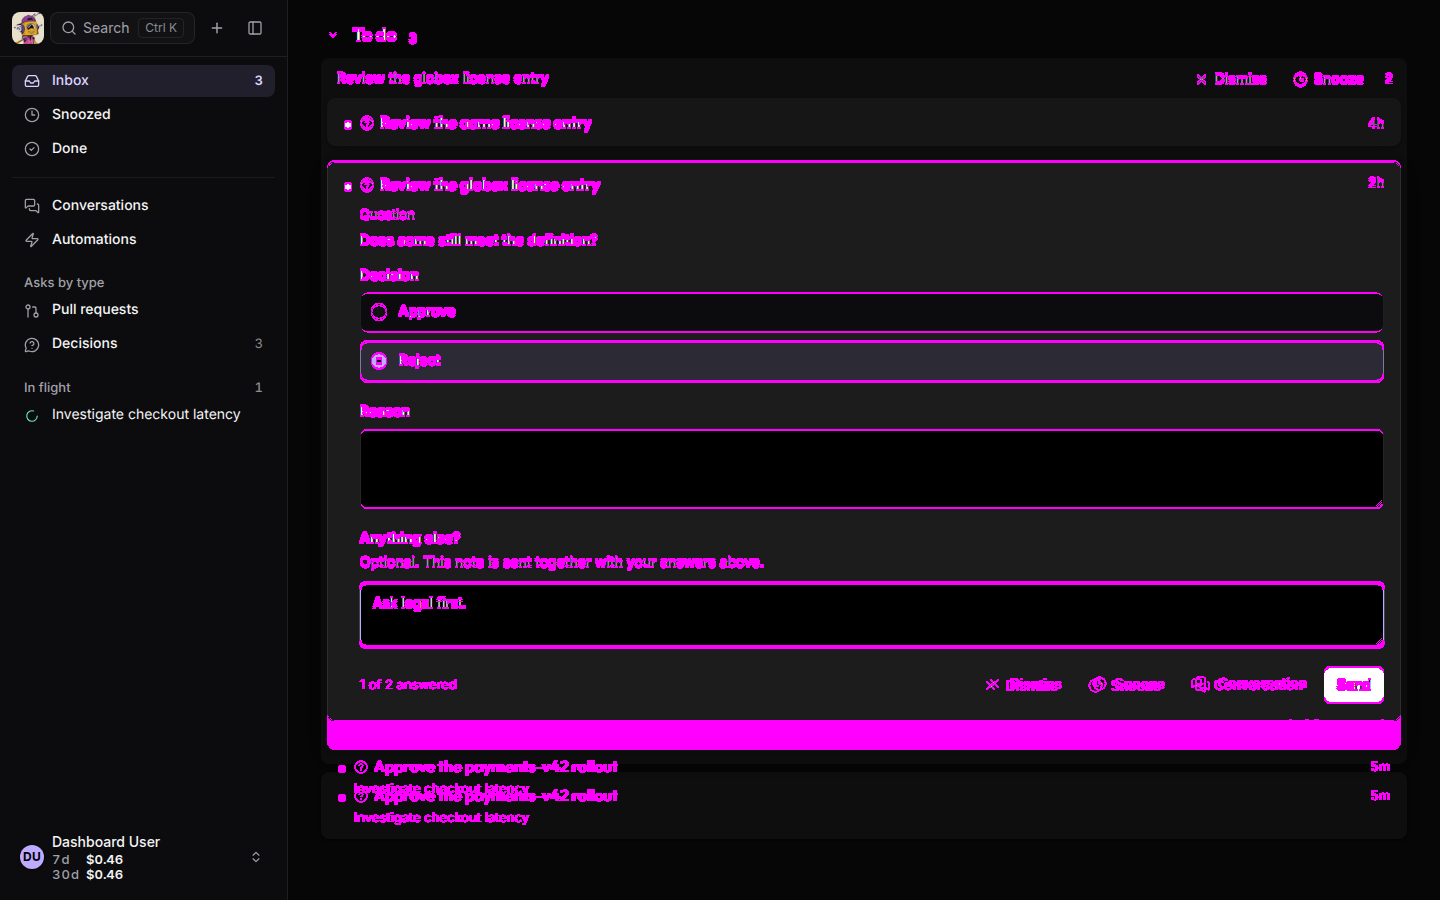 Search Ctrl K
Inbox 3
Snoozed
Done
Conversations
Automations
Asks by type
Pull requests
Decisions 3
In flight 1
Investigate checkout latency
Dashboard User
DU
7d $0.46
30d $0.46
To do 3
Review the globex license entry Dismiss Snooze 2
Review the acme license entry 4h
Review the globex license entry 2h
Question
Does acme still meet the definition?
Decision
Approve
Reject
Reason
Anything else?
Optional. This note is sent together with your answers above.
Ask legal first.
1 of 2 answered Dismiss Snooze Conversation Send
Approve the payments-v42 rollout 5m
Investigate checkout latency
Approve the payments-v42 rollout 5m
Investigate checkout latency